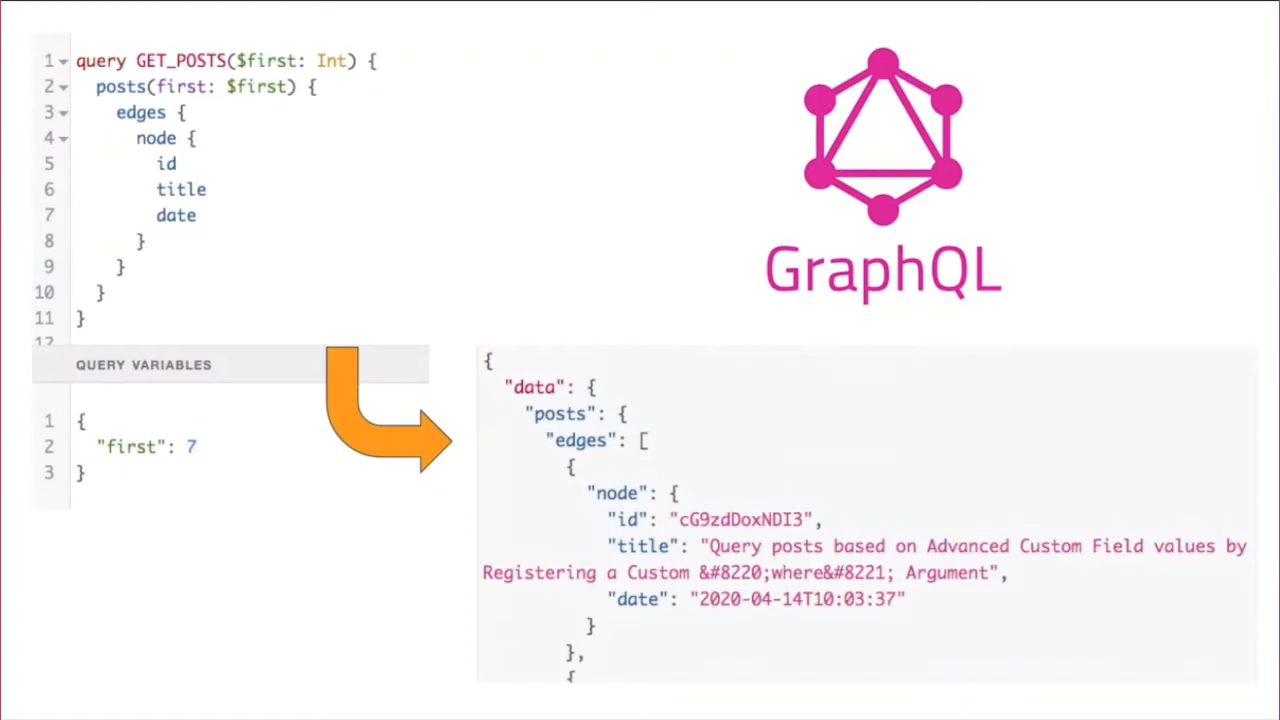 1 query GET_POSTS($first: Int) {
2 posts(first: $first) {
3 edges {
4 node {
5 id
6 title
7 date
8 }
9 }
10 }
11 }
12
QUERY VARIABLES
1 {
2 "first": 7
3 }
GraphQL
{
"data": {
"posts": {
"edges": [
{
"node": {
"id": "cG9zdDoxNDI3",
"title": "Query posts based on Advanced Custom Field values by
Registering a Custom &#8220;where&#8221; Argument",
"date": "2020-04-14T10:03:37"
}
},
{